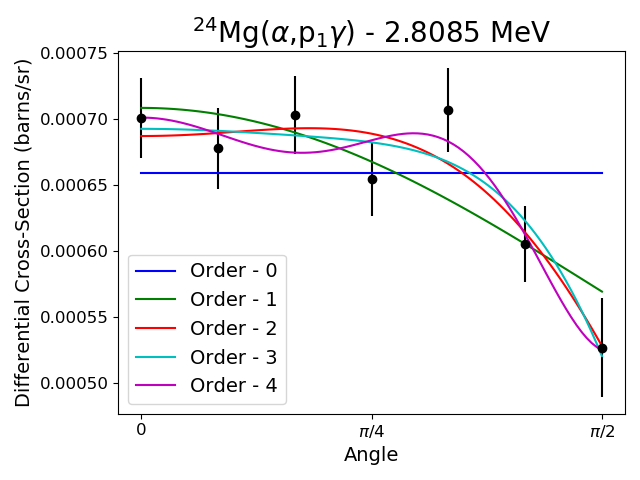 ²⁴Mg(α,p₁γ) - 2.8085 MeV
Differential Cross-Section (barns/sr)
0.00075
0.00070
0.00065
0.00060
0.00055
0.00050
Order - 0
Order - 1
Order - 2
Order - 3
Order - 4
0 π/4 π/2
Angle